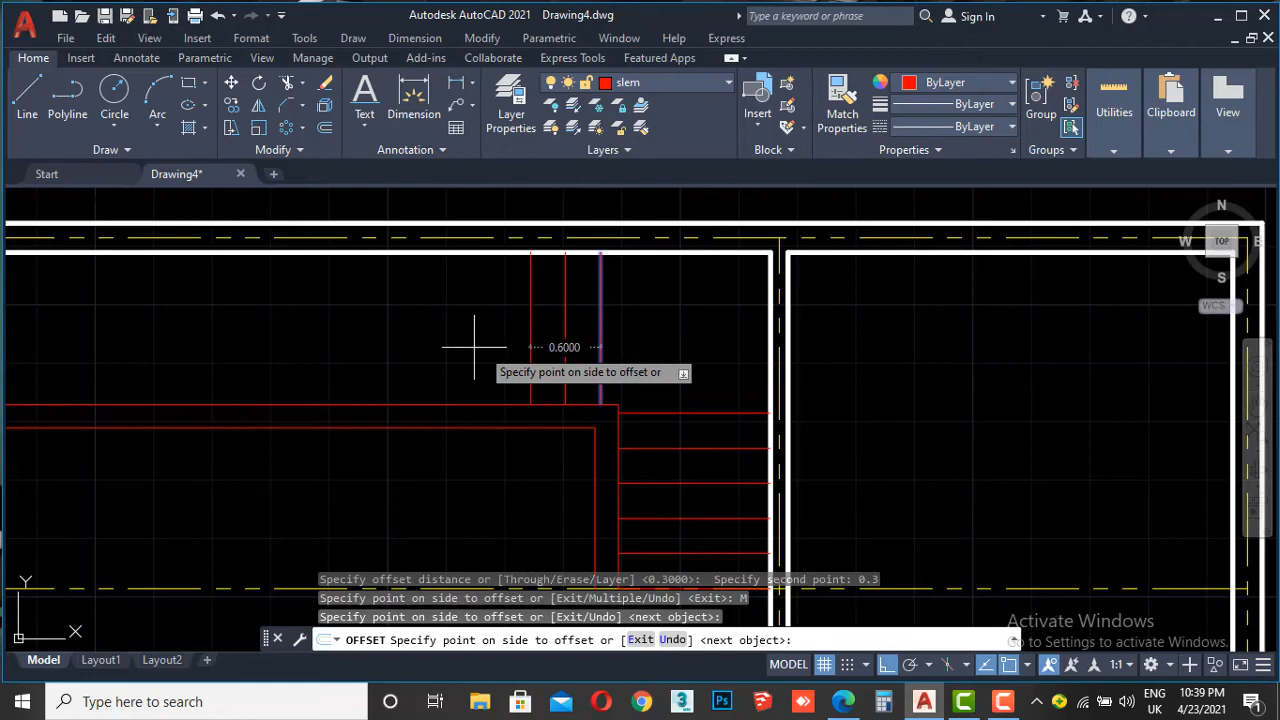 Autodesk AutoCAD 2021 Drawing4.dwg
Type a keyword or phrase
Sign In
File Edit View Insert Format Tools Draw Dimension Modify Parametric Window Help Express
Home Insert Annotate Parametric View Manage Output Add-ins Collaborate Express Tools Featured Apps
Line Polyline Circle Arc
Text Dimension
Layer Properties
slem
Insert
Match Properties
ByLayer
ByLayer
ByLayer
Group
Utilities
Clipboard
View
Draw Modify Annotation Layers Block Properties Groups
Start Drawing4*
N
W TOP E
S
WCS
0.6000
Specify point on side to offset or
Specify offset distance or [Through/Erase/Layer] <0.3000>: Specify second point: 0.3
Y
Specify point on side to offset or [Exit/Multiple/Undo] <Exit>: M
Specify point on side to offset or [Exit/Undo] <next object>:
X
OFFSET Specify point on side to offset or [Exit Undo] <next object>:
Activate Windows
Go to Settings to activate Windows.
Model Layout1 Layout2
MODEL
1:1
Type here to search
Ps
ENG
UK
10:39 PM
4/23/2021
1